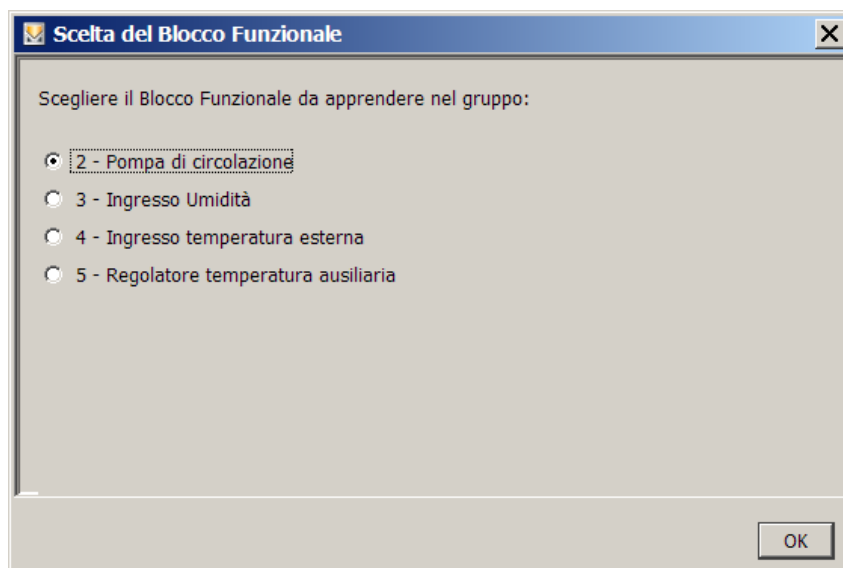 Scelta del Blocco Funzionale
Scegliere il Blocco Funzionale da apprendere nel gruppo:
2 - Pompa di circolazione
3 - Ingresso Umidità
4 - Ingresso temperatura esterna
5 - Regolatore temperatura ausiliaria
OK